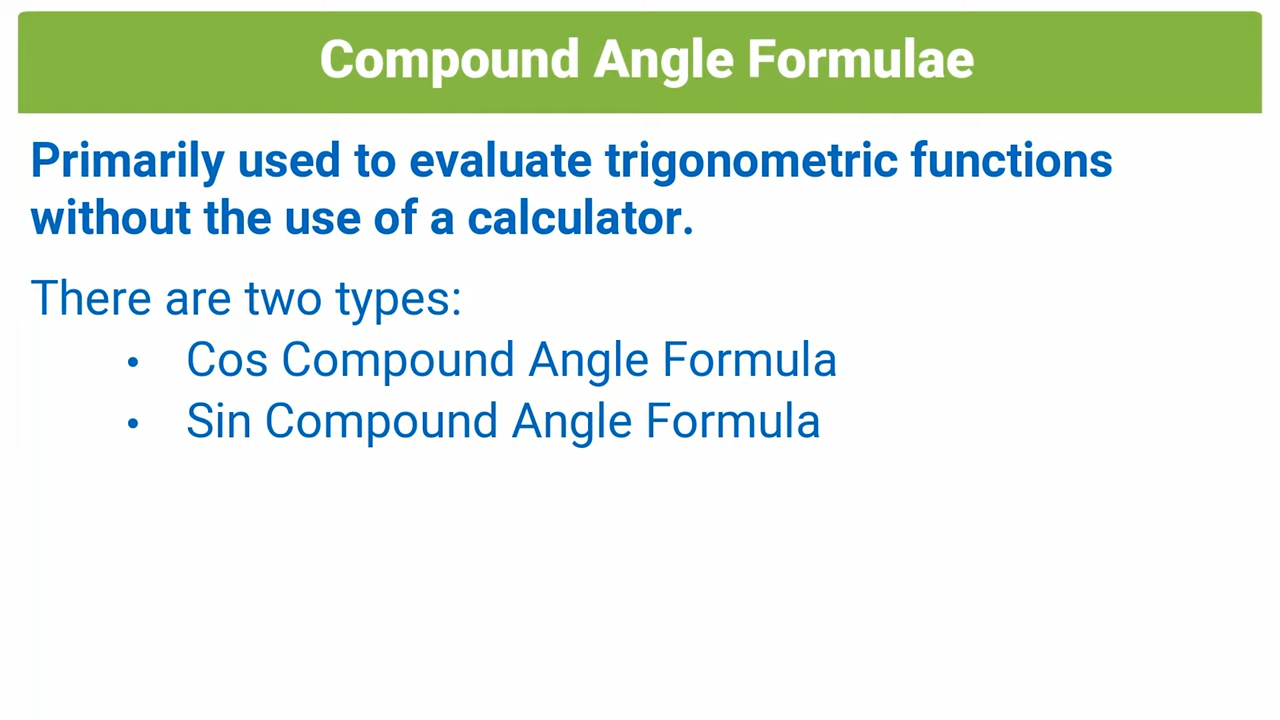 Compound Angle Formulae
Primarily used to evaluate trigonometric functions
without the use of a calculator.
There are two types:
• Cos Compound Angle Formula
• Sin Compound Angle Formula